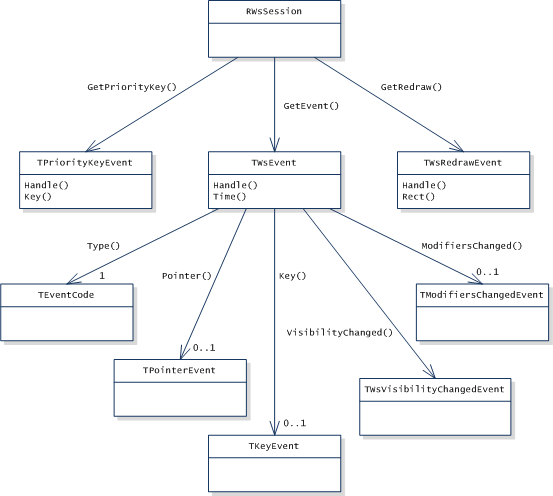 RWsSession
GetPriorityKey()
GetEvent()
GetRedraw()
TPriorityKeyEvent
Handle()
Key()
TWsEvent
Handle()
Time()
TWsRedrawEvent
Handle()
Rect()
Type()
1
Pointer()
0..1
Key()
0..1
VisibilityChanged()
ModifiersChanged()
0..1
TEventCode
TModifiersChangedEvent
TPointerEvent
TWsVisibilityChangedEvent
TKeyEvent